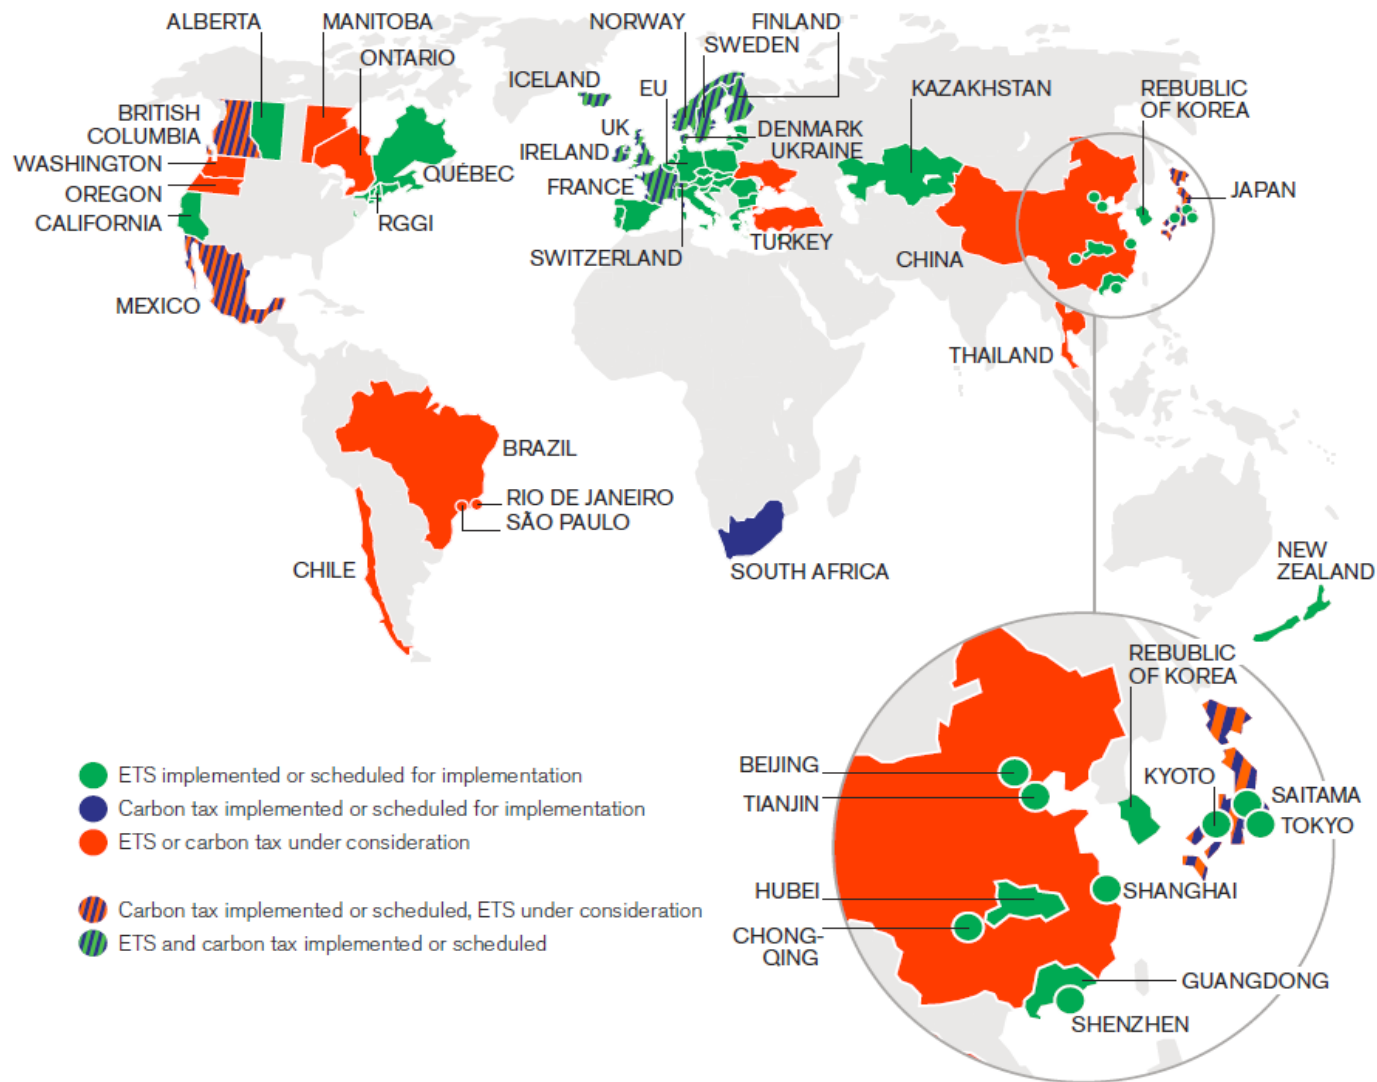 ALBERTA
MANITOBA
ONTARIO
BRITISH
COLUMBIA
WASHINGTON
OREGON
CALIFORNIA
MEXICO
QUÉBEC
RGGI
ICELAND
NORWAY
FINLAND
SWEDEN
EU
UK
IRELAND
FRANCE
SWITZERLAND
DENMARK
UKRAINE
TURKEY
KAZAKHSTAN
REPUBLIC
OF KOREA
JAPAN
CHINA
THAILAND
BRAZIL
RIO DE JANEIRO
SÃO PAULO
CHILE
SOUTH AFRICA
NEW
ZEALAND
REBUBLIC
OF KOREA
BEIJING
TIANJIN
KYOTO
SAITAMA
TOKYO
HUBEI
SHANGHAI
CHONG-
QING
GUANGDONG
SHENZHEN
ETS implemented or scheduled for implementation
Carbon tax implemented or scheduled for implementation
ETS or carbon tax under consideration
Carbon tax implemented or scheduled, ETS under consideration
ETS and carbon tax implemented or scheduled